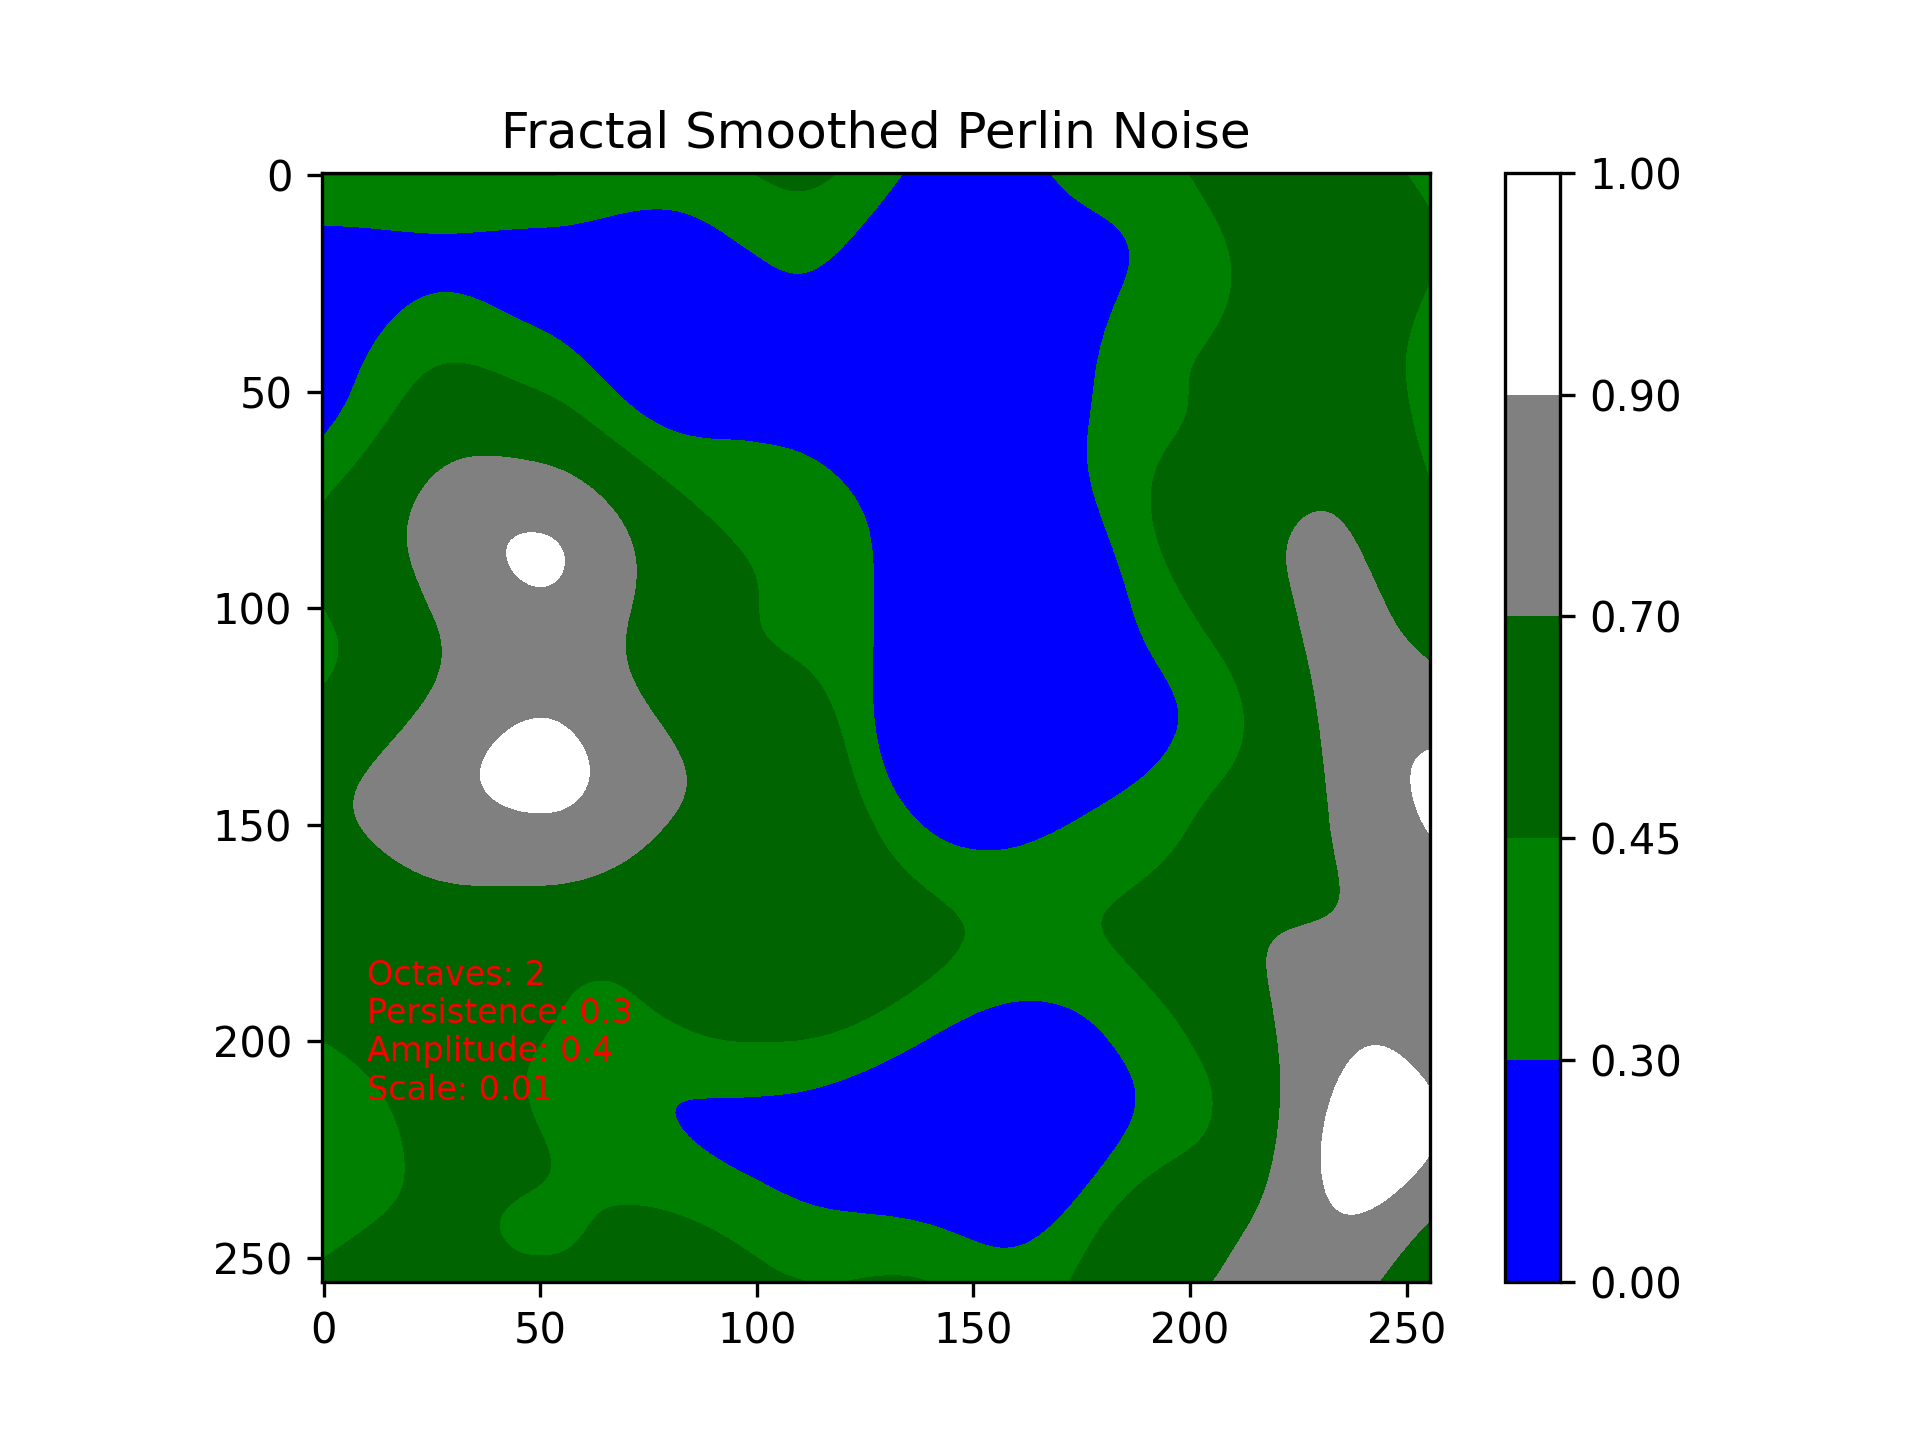 Fractal Smoothed Perlin Noise
0
50
100
150
200
250
Octaves: 2
Persistence: 0.3
Amplitude: 0.4
Scale: 0.01
0 50 100 150 200 250
1.00
0.90
0.70
0.45
0.30
0.00